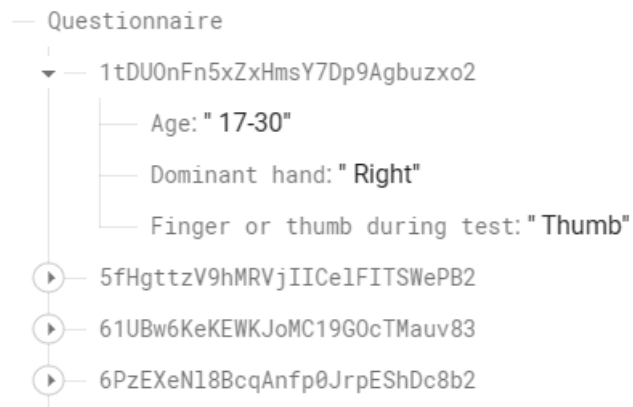 Questionnaire
1tDUOnFn5xZxHmsY7Dp9Agbuzxo2
Age: " 17-30"
Dominant hand: " Right"
Finger or thumb during test: " Thumb"
5fHgttzV9hMRVjIICelFITSWePB2
61UBw6KeKEWKJoMC19GOcTMauv83
6PzEXeNl8BcqAnfp0JrpEShDc8b2